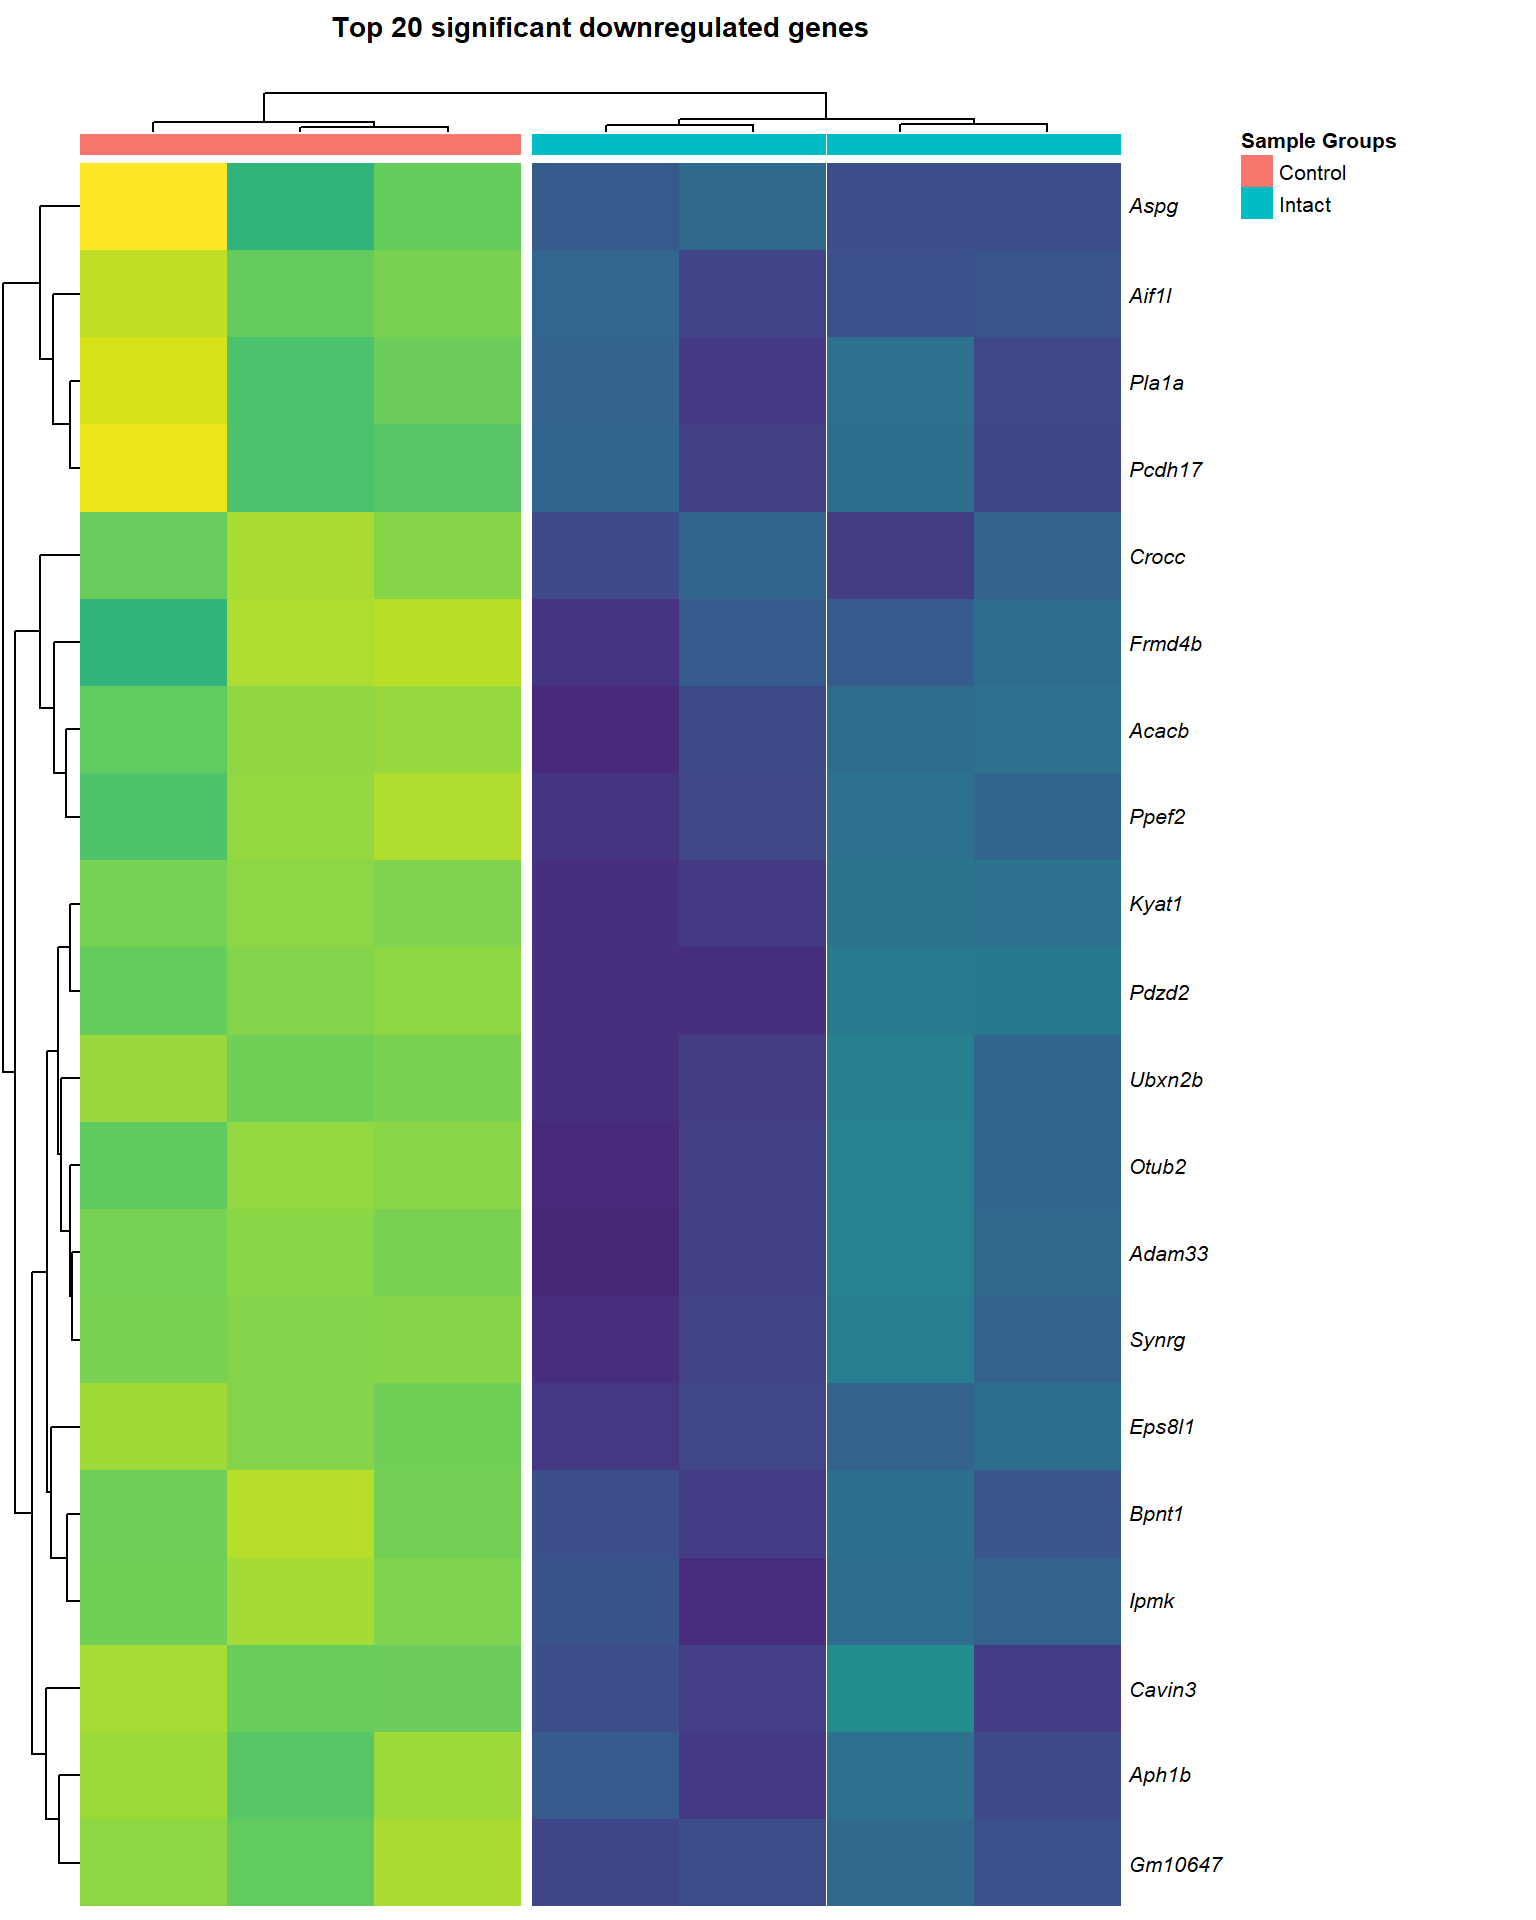 Top 20 significant downregulated genes
Sample Groups
Control
Intact
Aspg
Aif1l
Pla1a
Pcdh17
Crocc
Frmd4b
Acacb
Ppef2
Kyat1
Pdzd2
Ubxn2b
Otub2
Adam33
Synrg
Eps8l1
Bpnt1
Ipmk
Cavin3
Aph1b
Gm10647